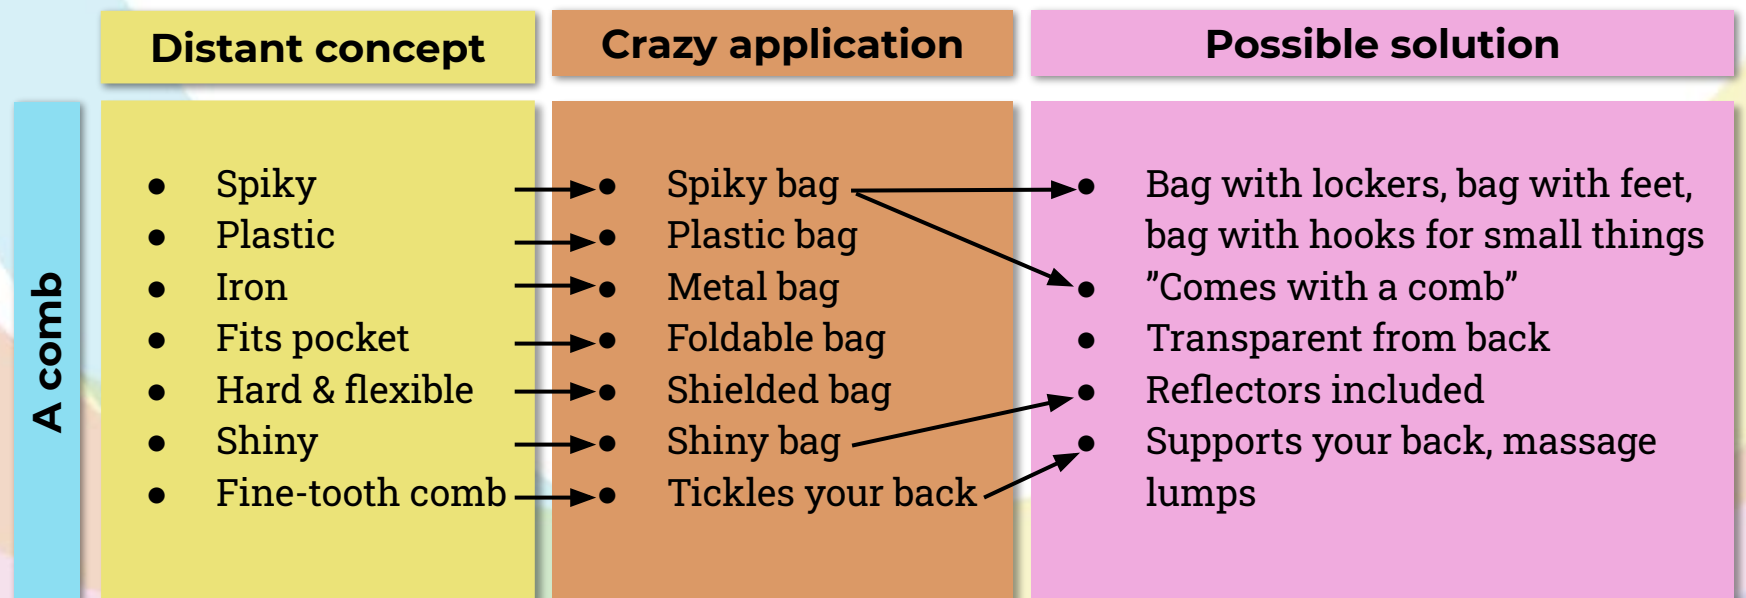 Distant concept
Crazy application
Possible solution
A comb
● Spiky
● Plastic
● Iron
● Fits pocket
● Hard & flexible
● Shiny
● Fine-tooth comb
● Spiky bag
● Plastic bag
● Metal bag
● Foldable bag
● Shielded bag
● Shiny bag
● Tickles your back
● Bag with lockers, bag with feet,
bag with hooks for small things
● ”Comes with a comb”
● Transparent from back
● Reflectors included
● Supports your back, massage
lumps